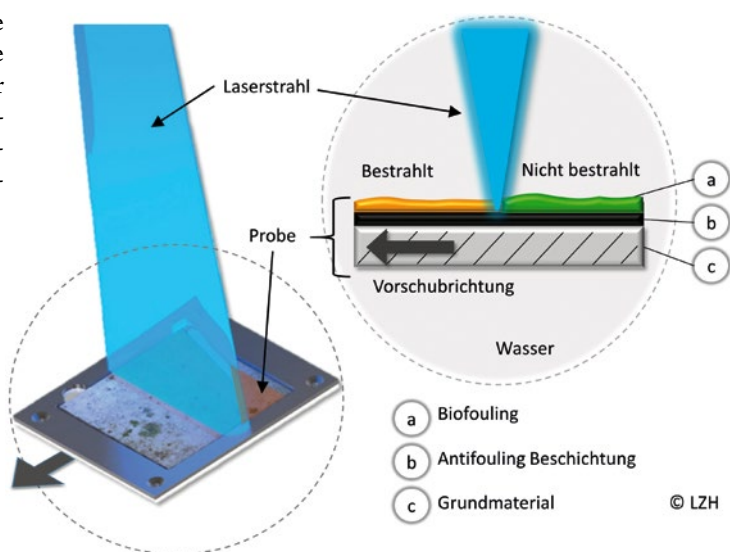 e
e
r
-
-
-
Laserstrahl
Bestrahlt
Nicht bestrahlt
a
b
c
Probe
Vorschubrichtung
Wasser
a Biofouling
b Antifouling Beschichtung
c Grundmaterial
© LZH